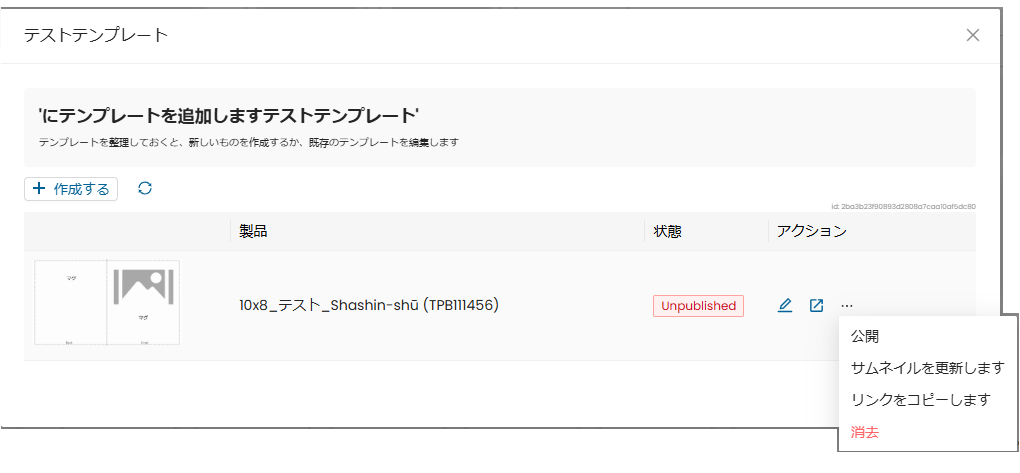 テストテンプレート
'にテンプレートを追加しますテストテンプレート'
テンプレートを整理しておくと、新しいものを作成するか、既存のテンプレートを編集します
作成する
id: 2ba3b23f90893d2808a7caa10af5dc80
製品 状態 アクション
マグ
マグ
10x8_テスト_Shashin-shū (TPB111456) Unpublished
公開
サムネイルを更新します
リンクをコピーします
消去